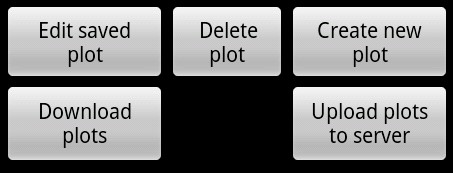 Edit saved
plot
Delete
plot
Create new
plot
Download
plots
Upload plots
to server